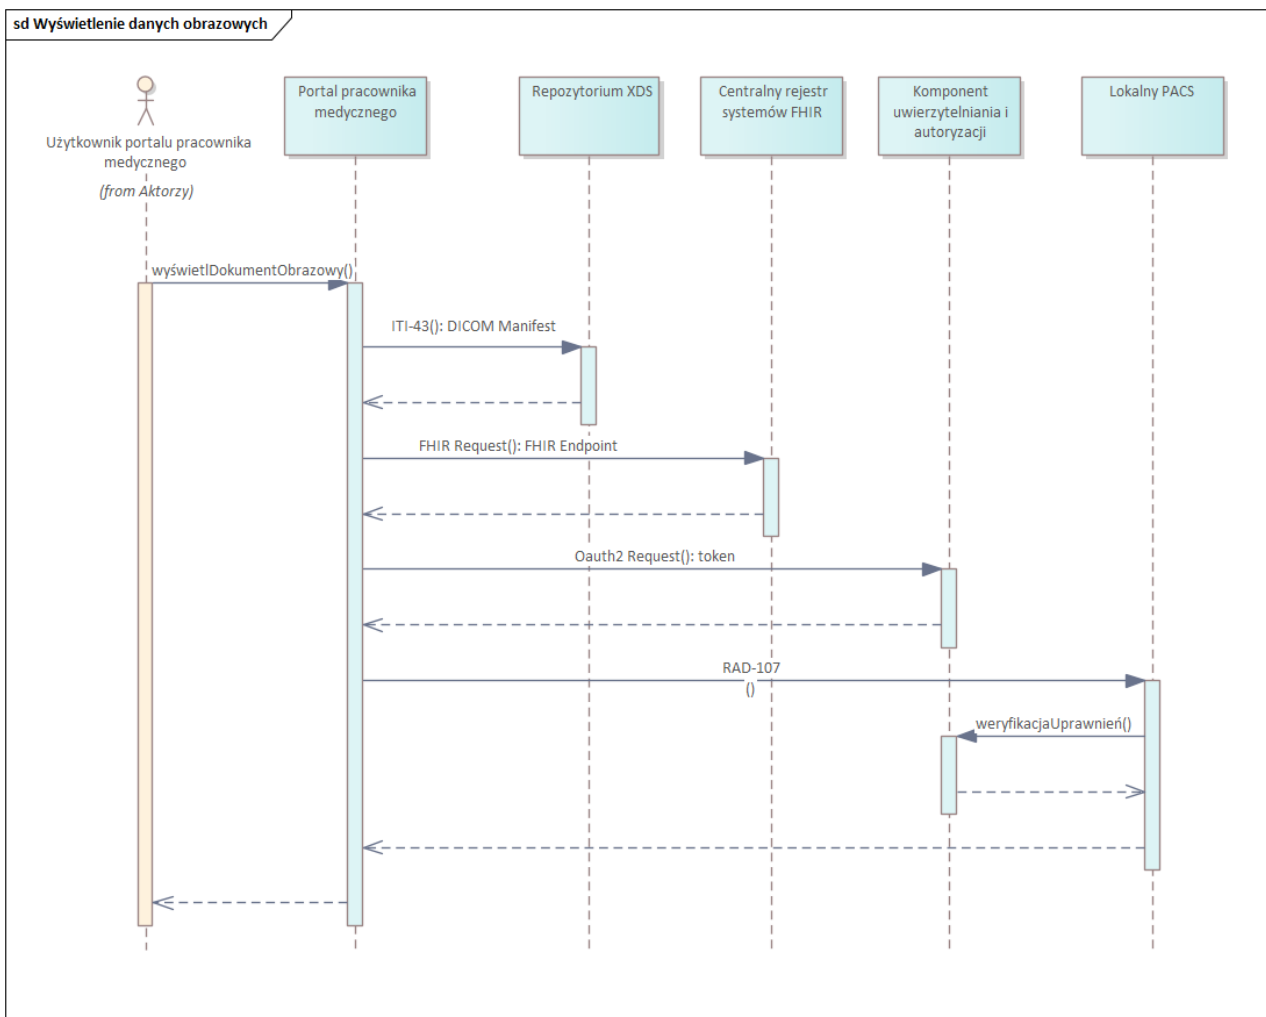 sd Wyświetlenie danych obrazowych
Użytkownik portalu pracownika
medycznego
(from Aktorzy)
Portal pracownika
medycznego
Repozytorium XDS
Centralny rejestr
systemów FHIR
Komponent
uwierzytelniania i
autoryzacji
Lokalny PACS
wyświetlDokumentObrazowy()
ITI-43(): DICOM Manifest
FHIR Request(): FHIR Endpoint
Oauth2 Request(): token
RAD-107
()
weryfikacjaUprawnień()